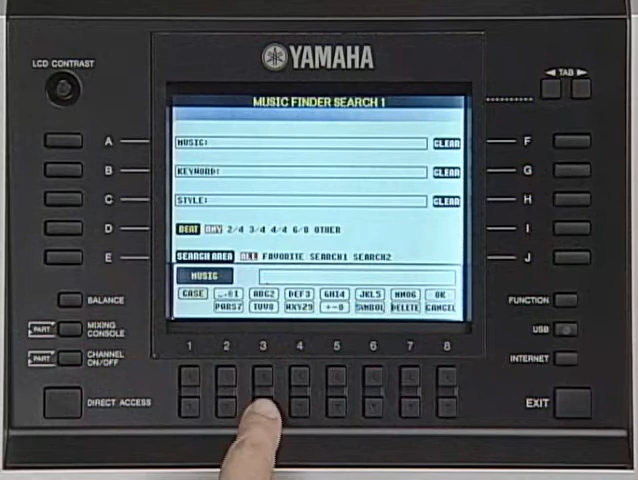 YAMAHA
LCD CONTRAST
◀ TAB ▶
MUSIC FINDER SEARCH 1
A
MUSIC:
CLEAR
F
B
KEYWORD:
CLEAR
G
C
STYLE:
CLEAR
H
D
BEAT ANY 2/4 3/4 4/4 6/8 OTHER
I
E
SEARCH AREA ALL FAVORITE SEARCH1 SEARCH2
J
MUSIC
CASE _-@1 ABC2 DEF3 GHI4 JKL5 MNO6 OK
PQRS7 TUV8 WXYZ9 +-0 SYMBOL DELETE CANCEL
BALANCE
FUNCTION
PART
MIXING
CONSOLE
USB
PART
CHANNEL
ON/OFF
INTERNET
1 2 3 4 5 6 7 8
DIRECT ACCESS
EXIT